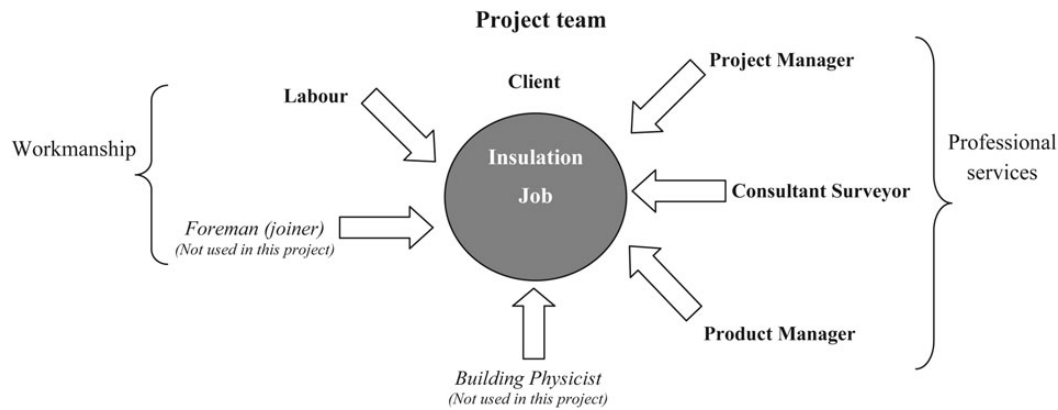 Project team
Client
Project Manager
Labour
Workmanship
Insulation
Job
Professional
services
Consultant Surveyor
Foreman (joiner)
(Not used in this project)
Product Manager
Building Physicist
(Not used in this project)